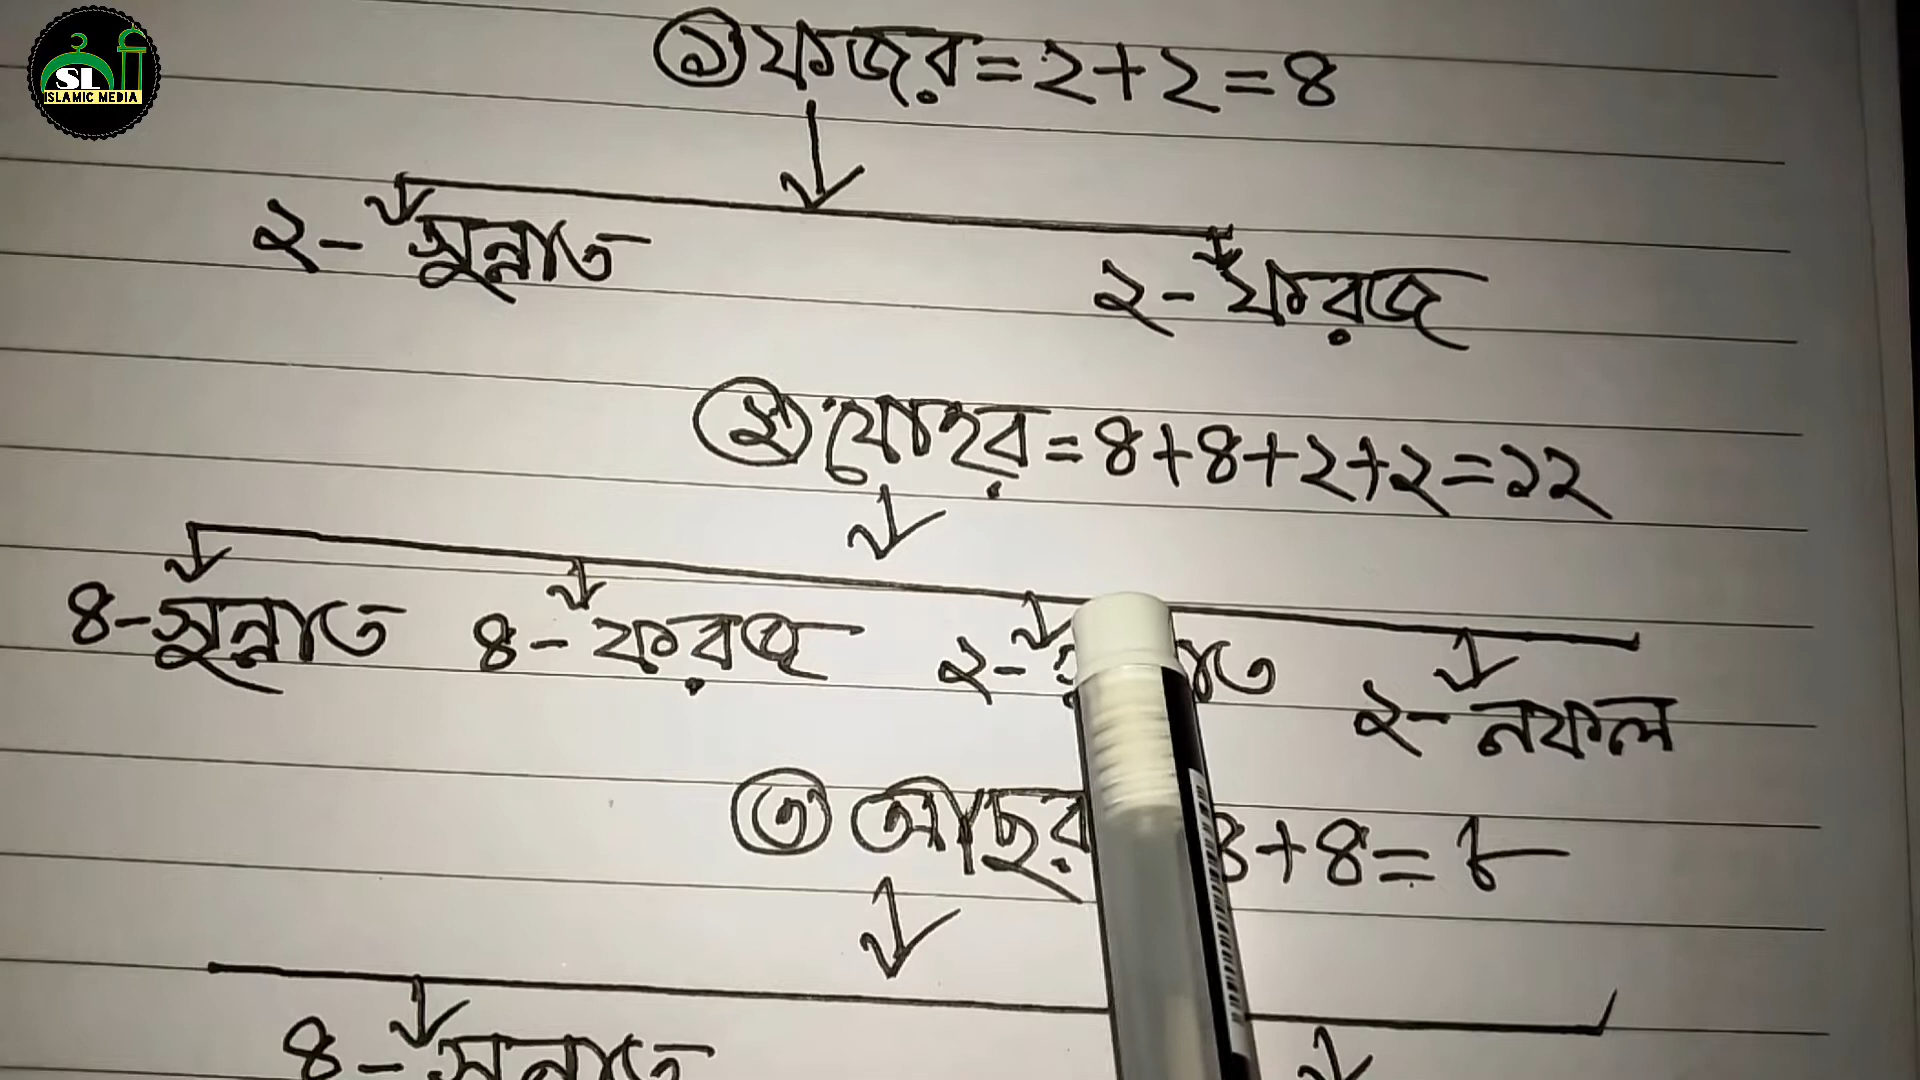 SL
ISLAMIC MEDIA
১ ফজর = ২+২=৪
২- সুন্নাত ২- ফরজ
২ যোহর = ৪+৪+২+২=১২
৪-সুন্নাত ৪- ফরজ ২- নফল
৩ আছর ৪+৪= ৮
৪- সুন্নাত